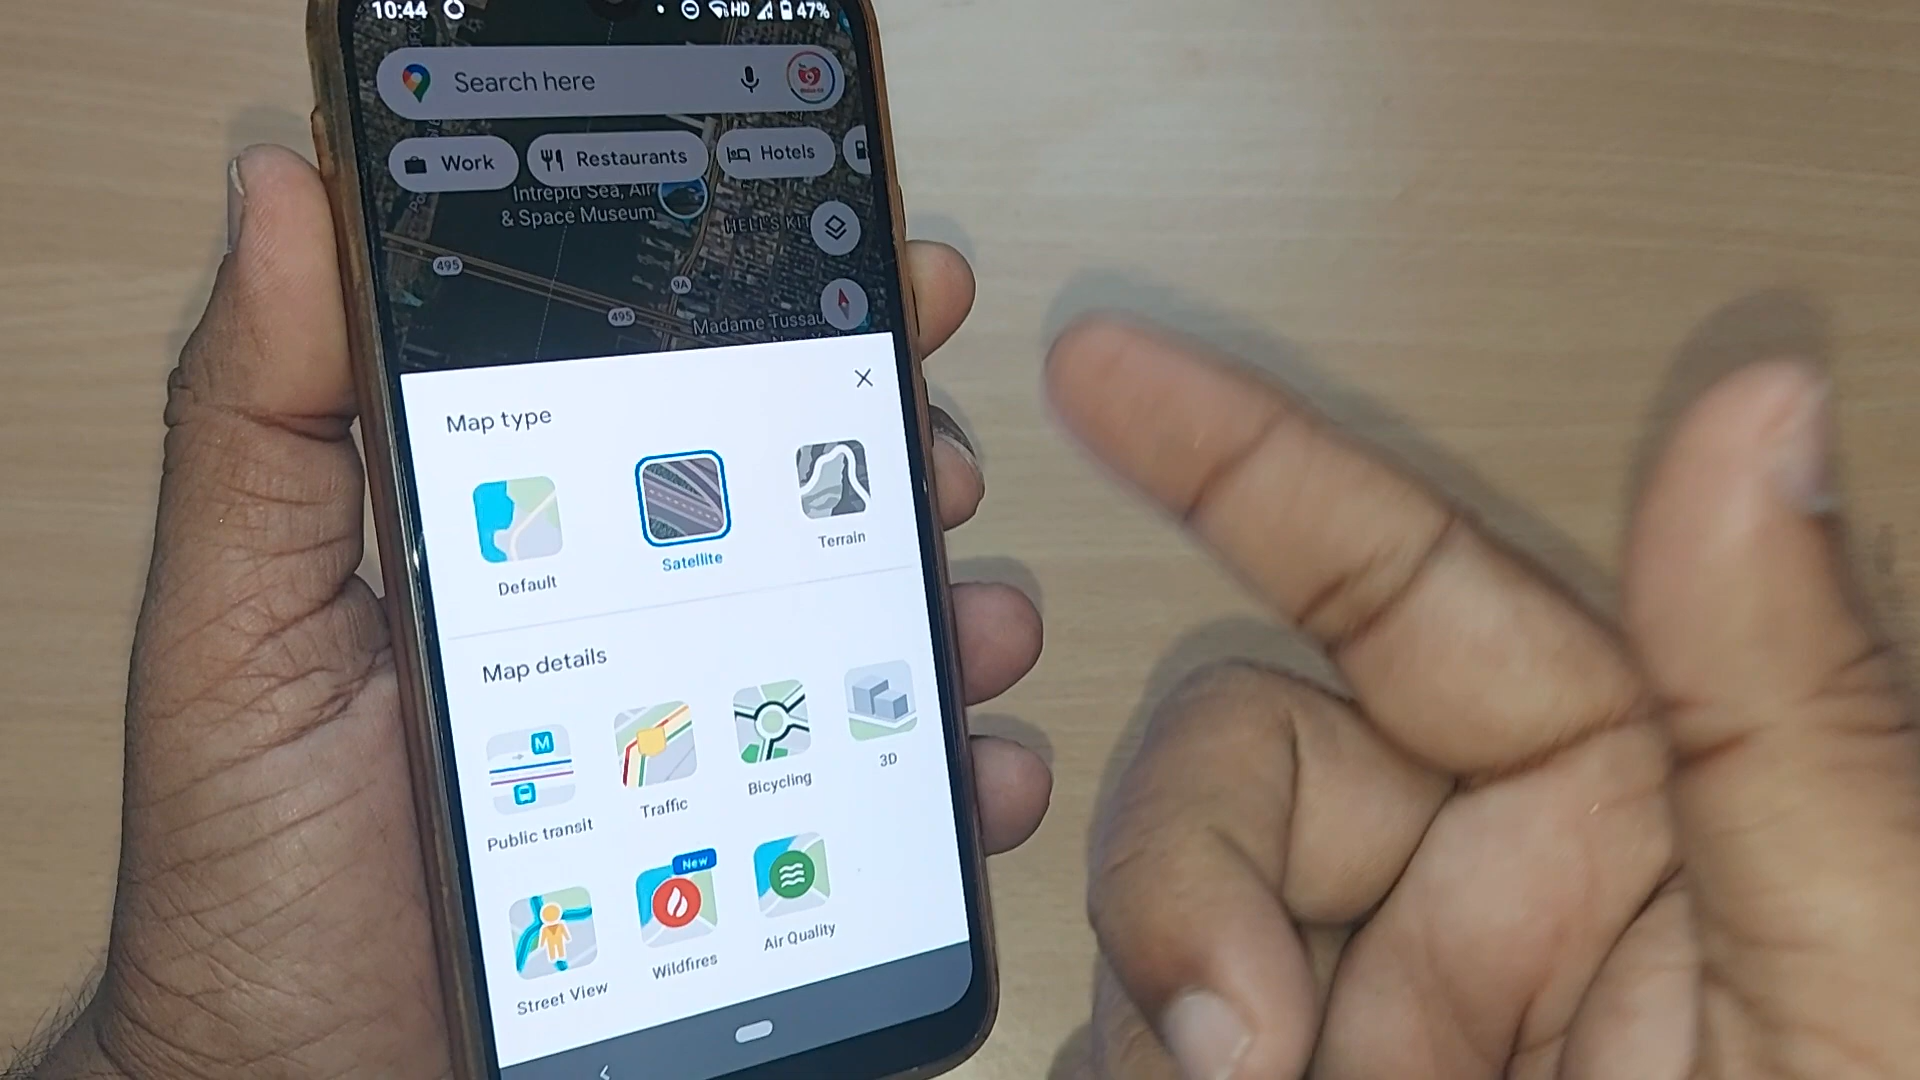 10:44 HD 47%
Search here
Work Restaurants Hotels
Intrepid Sea, Air
& Space Museum
HELL'S KIT
495
9A
495
Madame Tussau
Map type
Default Satellite Terrain
Map details
M
Public transit Traffic Bicycling 3D
New
Street View Wildfires Air Quality